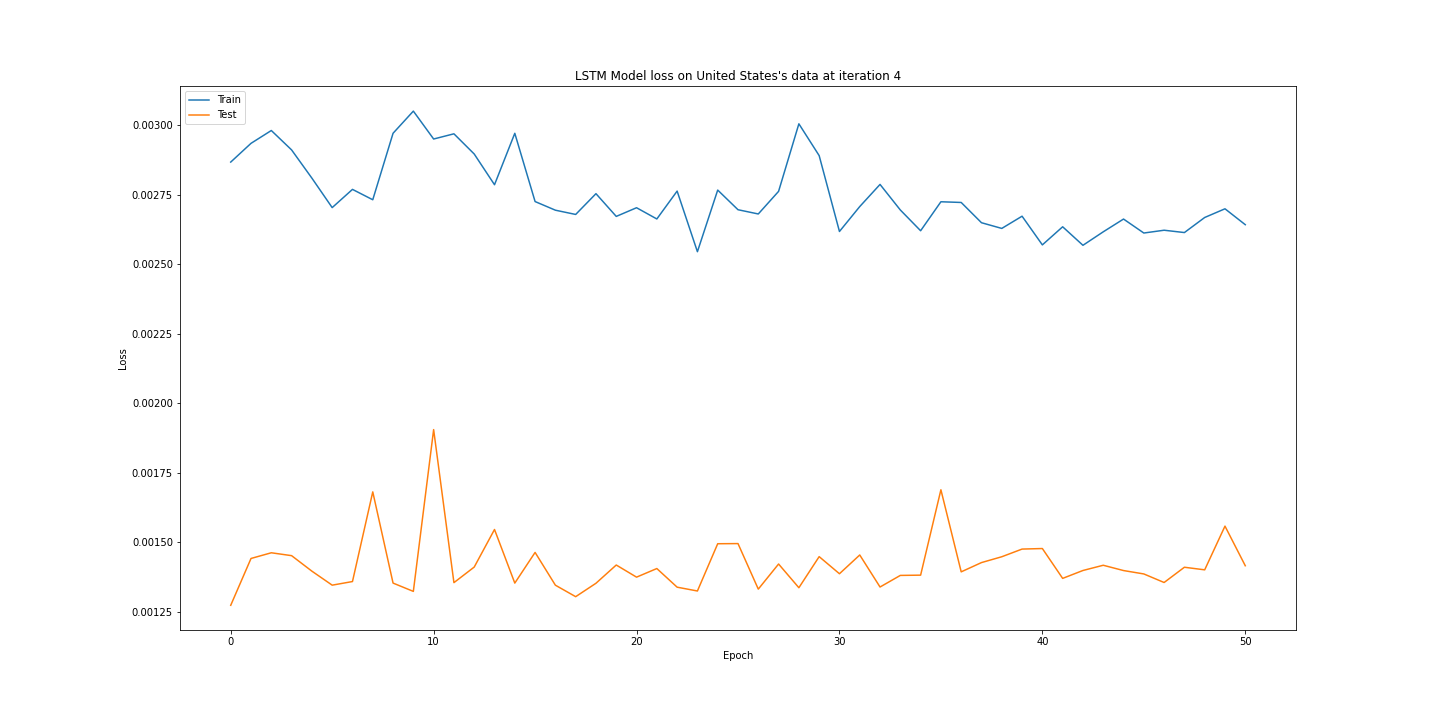 LSTM Model loss on United States's data at iteration 4
Train
Test
0.00300
0.00275
0.00250
0.00225
0.00200
0.00175
0.00150
0.00125
Loss
0 10 20 30 40 50
Epoch